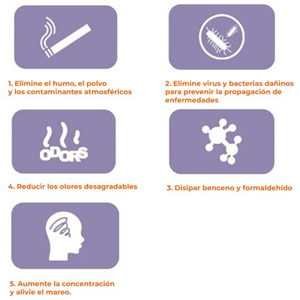 1. Elimine el humo, el polvo
y los contaminantes atmosféricos
2. Elimine virus y bacterias dañinos
para prevenir la propagación de
enfermedades
ODORS
4. Reducir los olores desagradables
3. Disipar benceno y formaldehído
5. Aumente la concentración
y alivie el mareo.